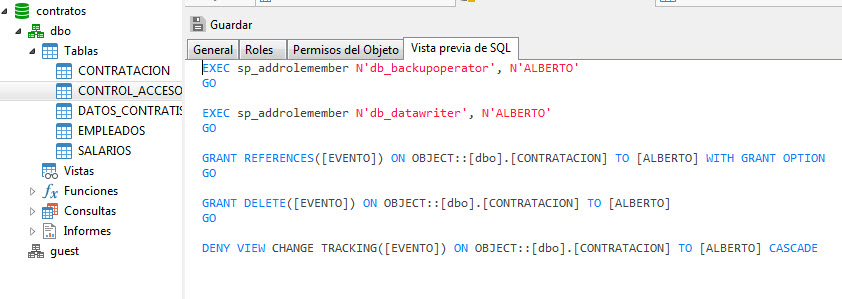 contratos
dbo
Tablas
CONTRATACION
CONTROL_ACCESO
DATOS_CONTRATIS
EMPLEADOS
SALARIOS
Vistas
Funciones
Consultas
Informes
guest
Guardar
General Roles Permisos del Objeto Vista previa de SQL
EXEC sp_addrolemember N'db_backupoperator', N'ALBERTO'
GO
EXEC sp_addrolemember N'db_datawriter', N'ALBERTO'
GO
GRANT REFERENCES([EVENTO]) ON OBJECT::[dbo].[CONTRATACION] TO [ALBERTO] WITH GRANT OPTION
GO
GRANT DELETE([EVENTO]) ON OBJECT::[dbo].[CONTRATACION] TO [ALBERTO]
GO
DENY VIEW CHANGE TRACKING([EVENTO]) ON OBJECT::[dbo].[CONTRATACION] TO [ALBERTO] CASCADE